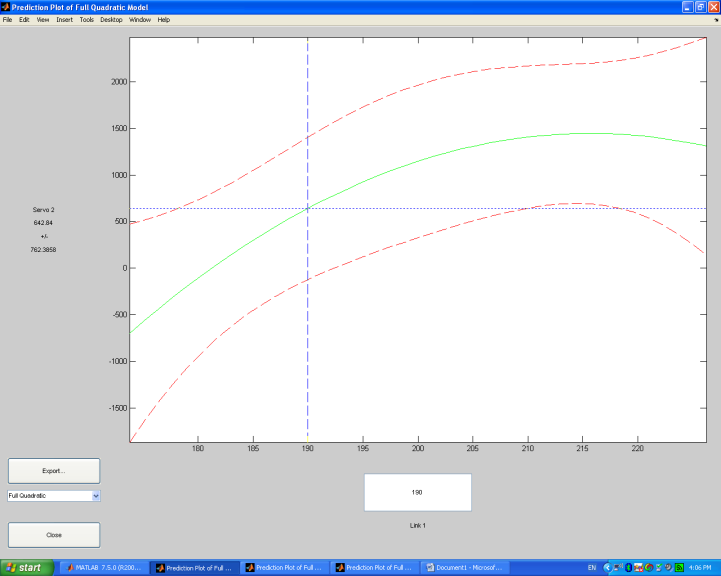 Prediction Plot of Full Quadratic Model
File Edit View Insert Tools Desktop Window Help
2000
1500
1000
500
0
-500
-1000
-1500
Servo 2
642.84
+/-
762.3858
180 185 190 195 200 205 210 215 220
Export...
Full Quadratic
Close
190
Link 1
start
MATLAB 7.5.0 (R200...
Prediction Plot of Full ...
Prediction Plot of Full ...
Prediction Plot of Full ...
Document1 - Microsof...
EN
4:06 PM